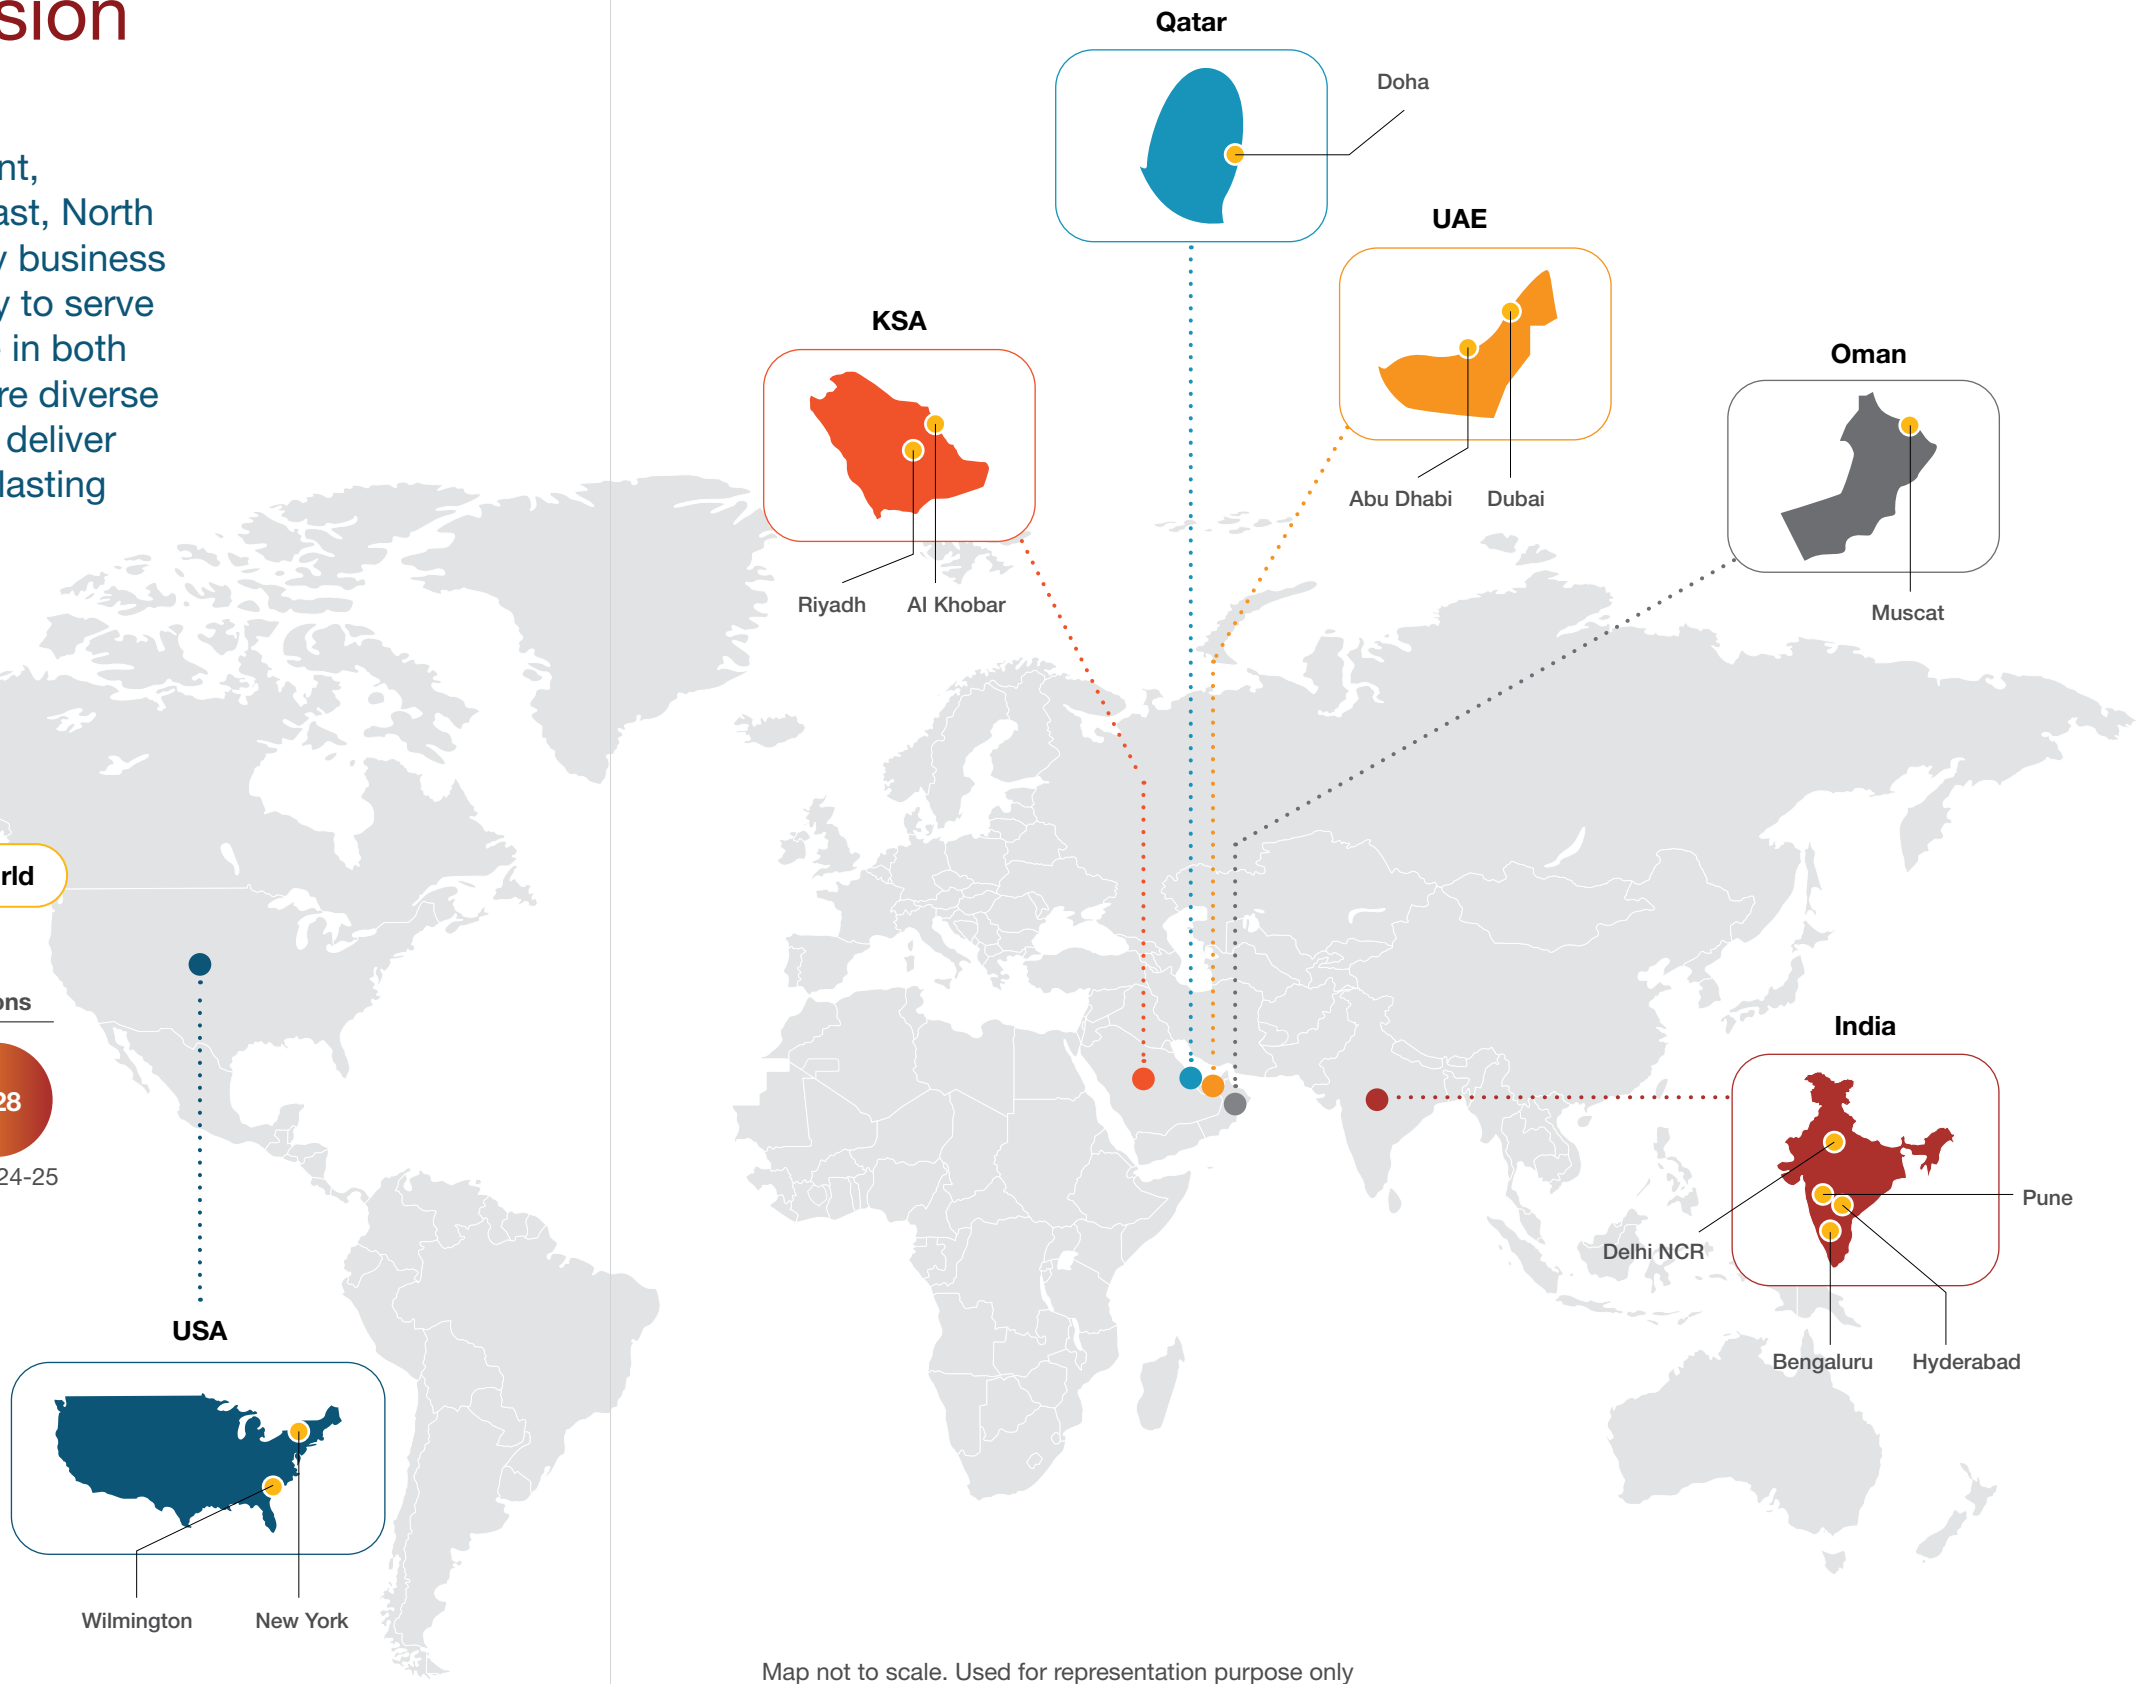 sion
nt,
ast, North
y business
y to serve
in both
re diverse
deliver
lasting
rld
ons
28
24-25
USA
Wilmington
New York
Qatar
Doha
UAE
Abu Dhabi
Dubai
KSA
Riyadh
Al Khobar
Oman
Muscat
India
Pune
Delhi NCR
Bengaluru
Hyderabad
Map not to scale. Used for representation purpose only